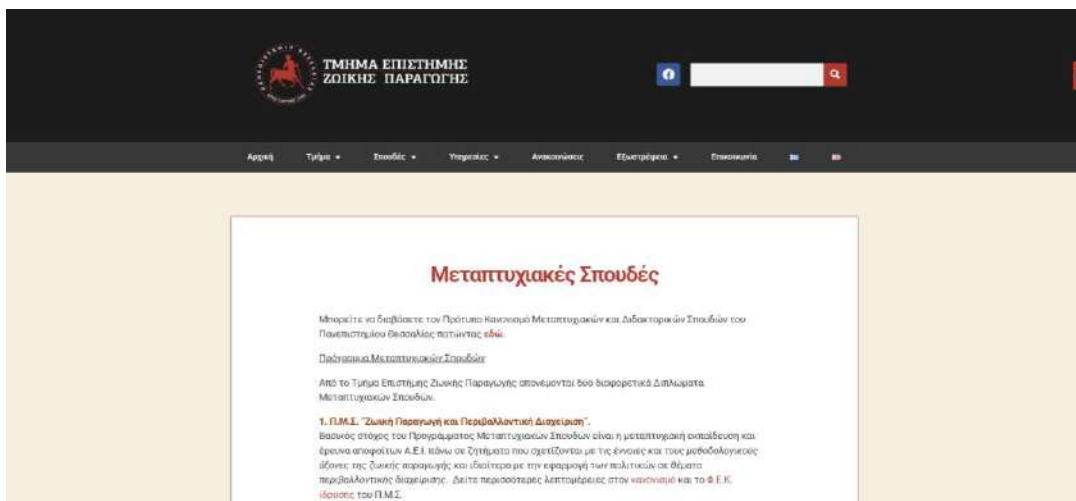 ΤΜΗΜΑ ΕΠΙΣΤΗΜΗΣ
ΖΩΙΚΗΣ ΠΑΡΑΓΩΓΗΣ
Αρχική Τμήμα Σπουδές Υπηρεσίες Ανακοινώσεις Εξωστρέφεια Επικοινωνία
Μεταπτυχιακές Σπουδές
Μπορείτε να διαβάσετε τον Πρότυπο Κανονισμό Μεταπτυχιακών και Διδακτορικών Σπουδών του
Πανεπιστημίου Θεσσαλίας πατώντας εδώ.
Πρόγραμμα Μεταπτυχιακών Σπουδών
Από το Τμήμα Επιστήμης Ζωικής Παραγωγής απονέμονται δύο διαφορετικά Διπλώματα
Μεταπτυχιακών Σπουδών.
1. Π.Μ.Σ. "Ζωική Παραγωγή και Περιβαλλοντική Διαχείριση".
Βασικός στόχος του Προγράμματος Μεταπτυχιακών Σπουδών είναι η μεταπτυχιακή εκπαίδευση και
έρευνα αποφοίτων Α.Ε.Ι. πάνω σε ζητήματα που σχετίζονται με τις έννοιες και τους μεθοδολογικούς
άξονες της ζωικής παραγωγής και ιδιαίτερα με την εφαρμογή των πολιτικών σε θέματα
περιβαλλοντικής διαχείρισης. Δείτε περισσότερες λεπτομέρειες στον κανονισμό και το Φ.Ε.Κ.
ίδρυσης του Π.Μ.Σ.